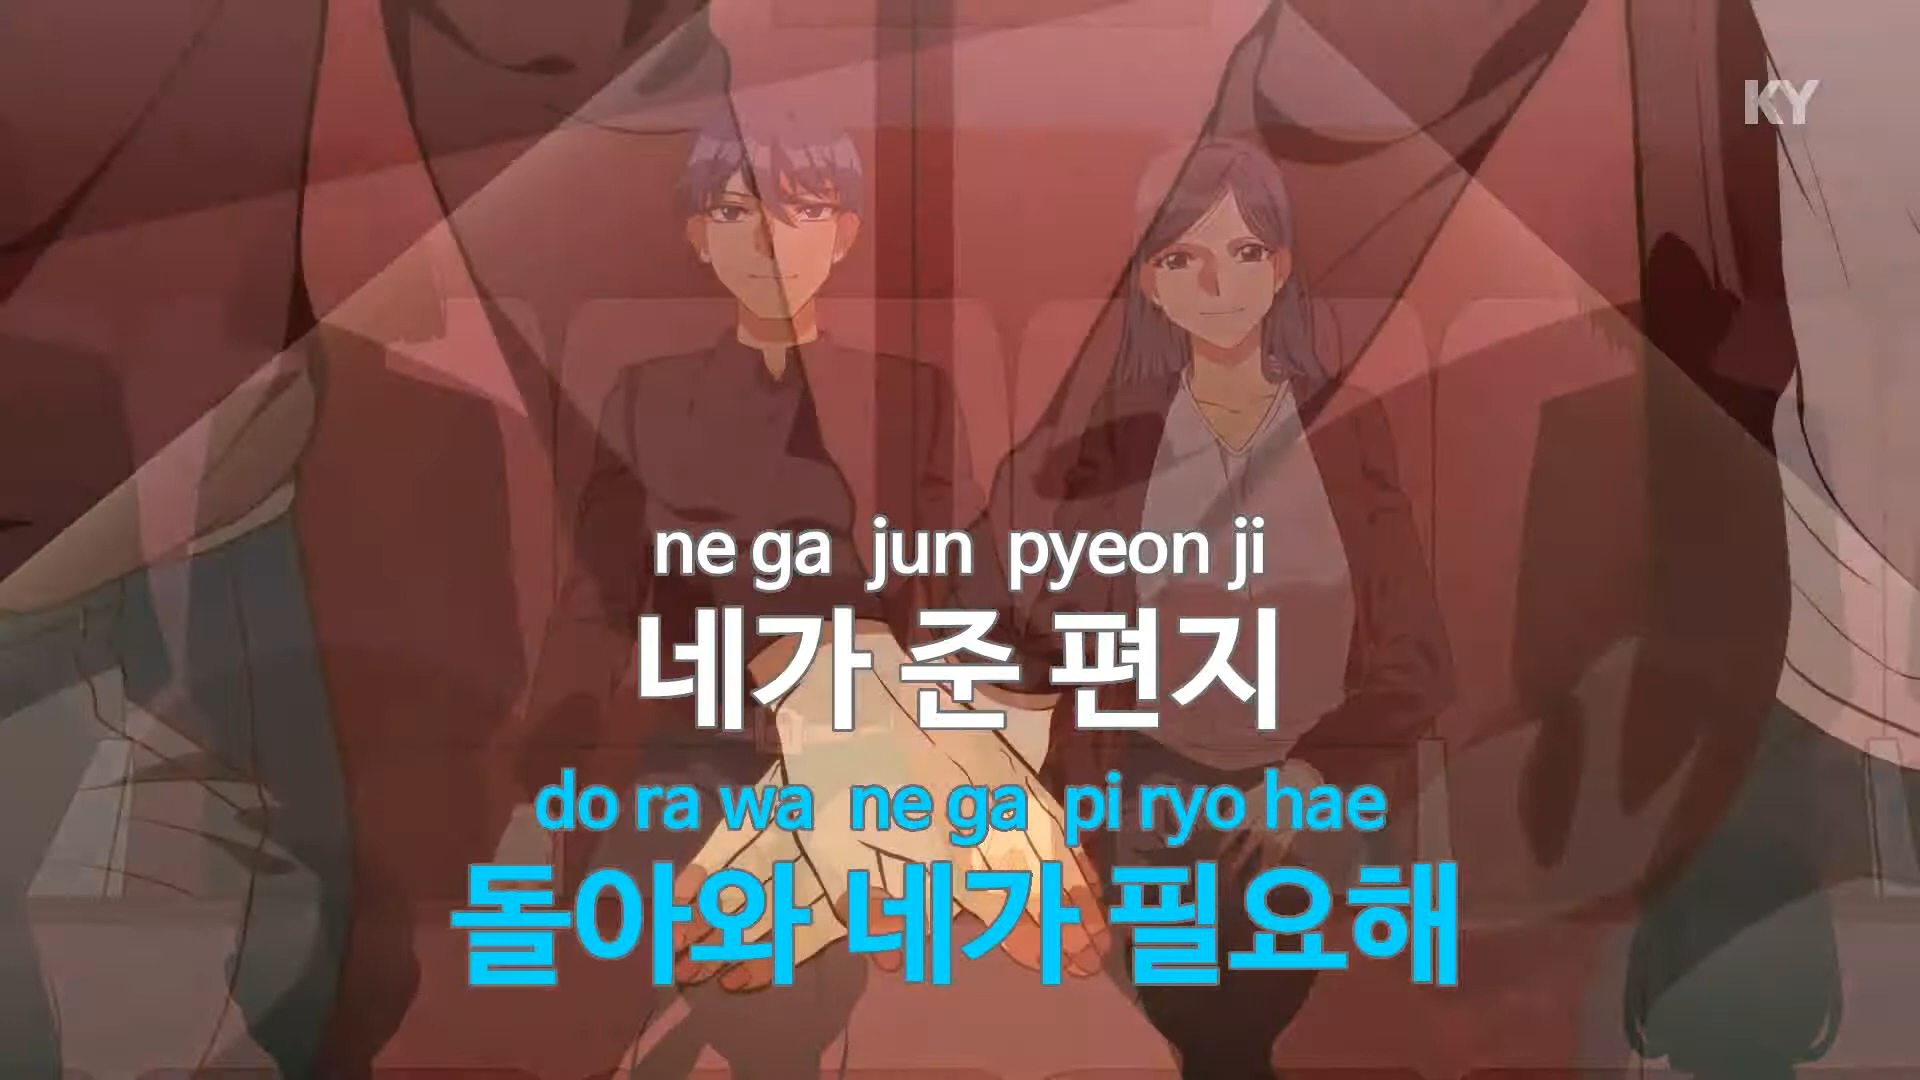 KY
ne ga jun pyeon ji
네가 준 편지
do ra wa ne ga pi ryo hae
돌아와 네가 필요해